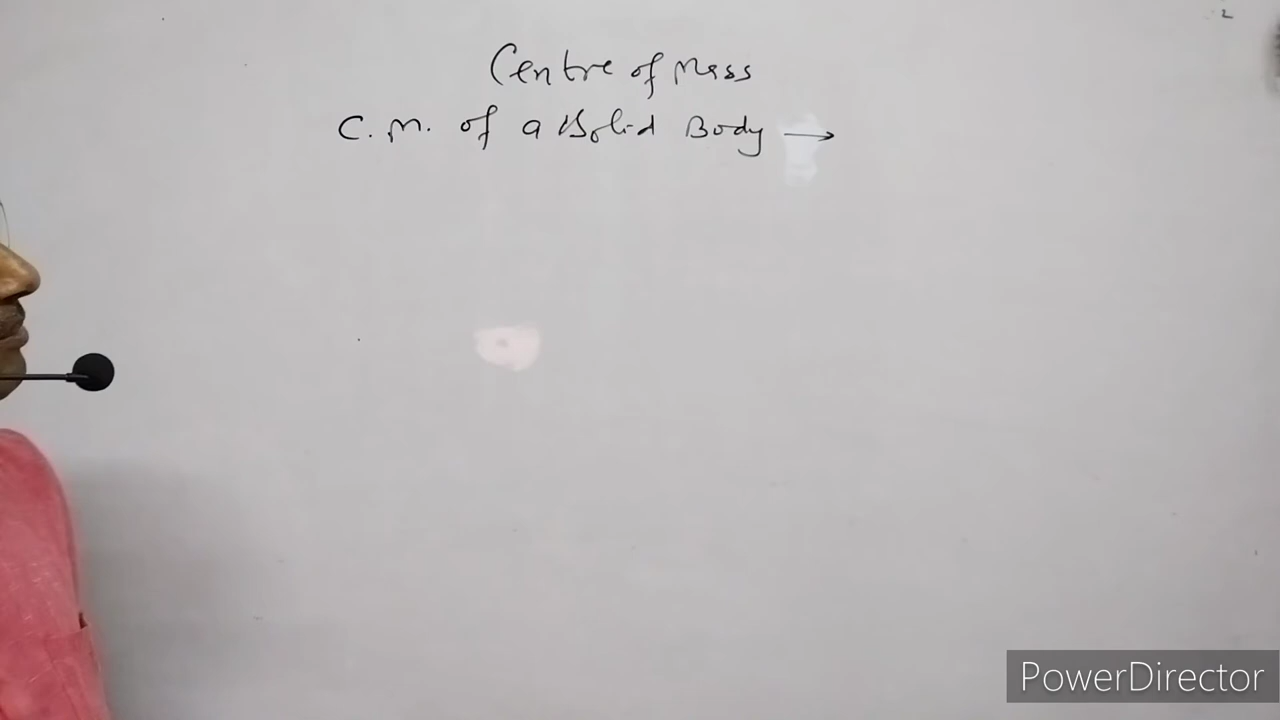 Centre of Mass
C.M. of a Solid Body →
PowerDirector